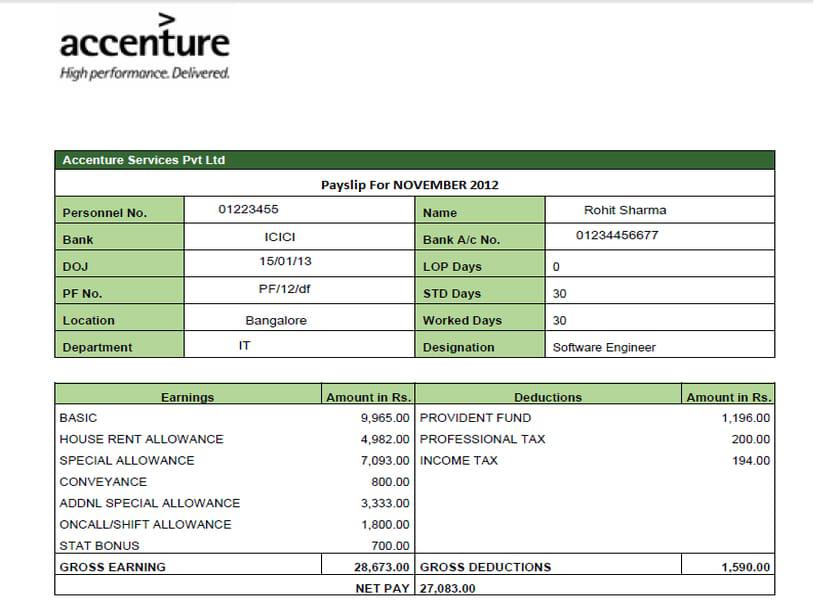 accenture
High performance. Delivered.
Accenture Services Pvt Ltd
Payslip For NOVEMBER 2012
Personnel No. 01223455 Name Rohit Sharma
Bank ICICI Bank A/c No. 01234456677
DOJ 15/01/13 LOP Days 0
PF No. PF/12/df STD Days 30
Location Bangalore Worked Days 30
Department IT Designation Software Engineer
Earnings Amount in Rs. Deductions Amount in Rs.
BASIC 9,965.00 PROVIDENT FUND 1,196.00
HOUSE RENT ALLOWANCE 4,982.00 PROFESSIONAL TAX 200.00
SPECIAL ALLOWANCE 7,093.00 INCOME TAX 194.00
CONVEYANCE 800.00
ADDNL SPECIAL ALLOWANCE 3,333.00
ONCALL/SHIFT ALLOWANCE 1,800.00
STAT BONUS 700.00
GROSS EARNING 28,673.00 GROSS DEDUCTIONS 1,590.00
NET PAY 27,083.00